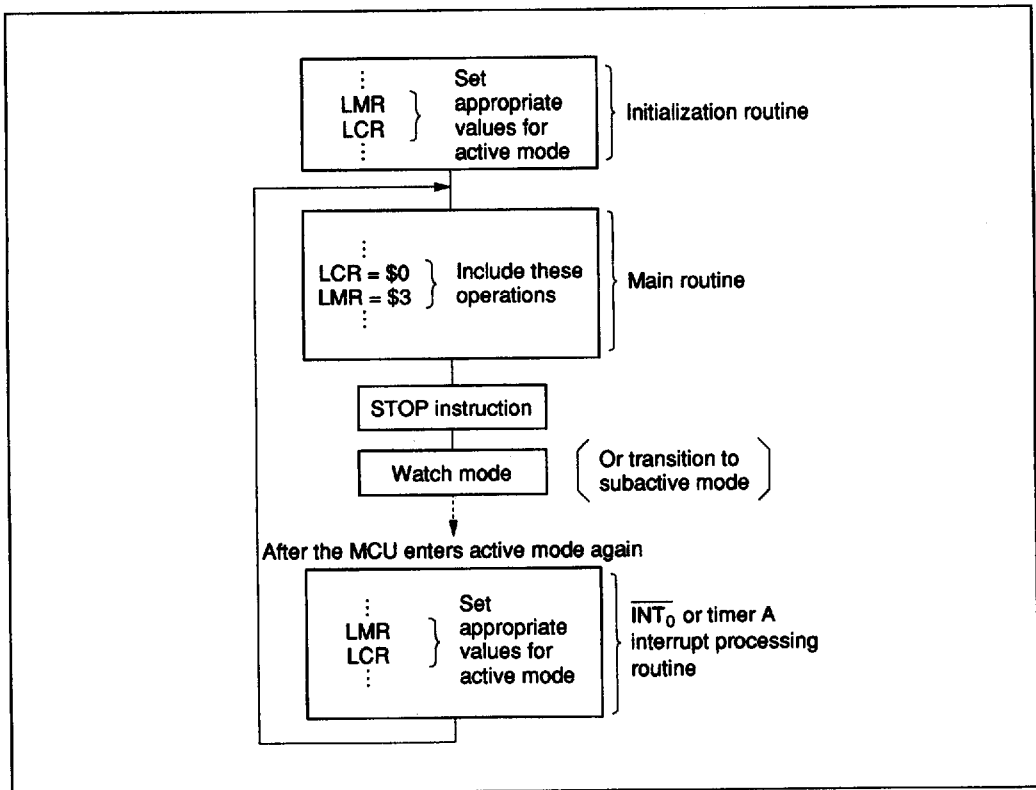 ⋮
LMR
LCR
⋮
}
Set
appropriate
values for
active mode
Initialization routine
⋮
LCR = $0
LMR = $3
⋮
}
Include these
operations
Main routine
STOP instruction
Watch mode
(Or transition to
subactive mode)
After the MCU enters active mode again
⋮
LMR
LCR
⋮
}
Set
appropriate
values for
active mode
INT₀ or timer A
interrupt processing
routine